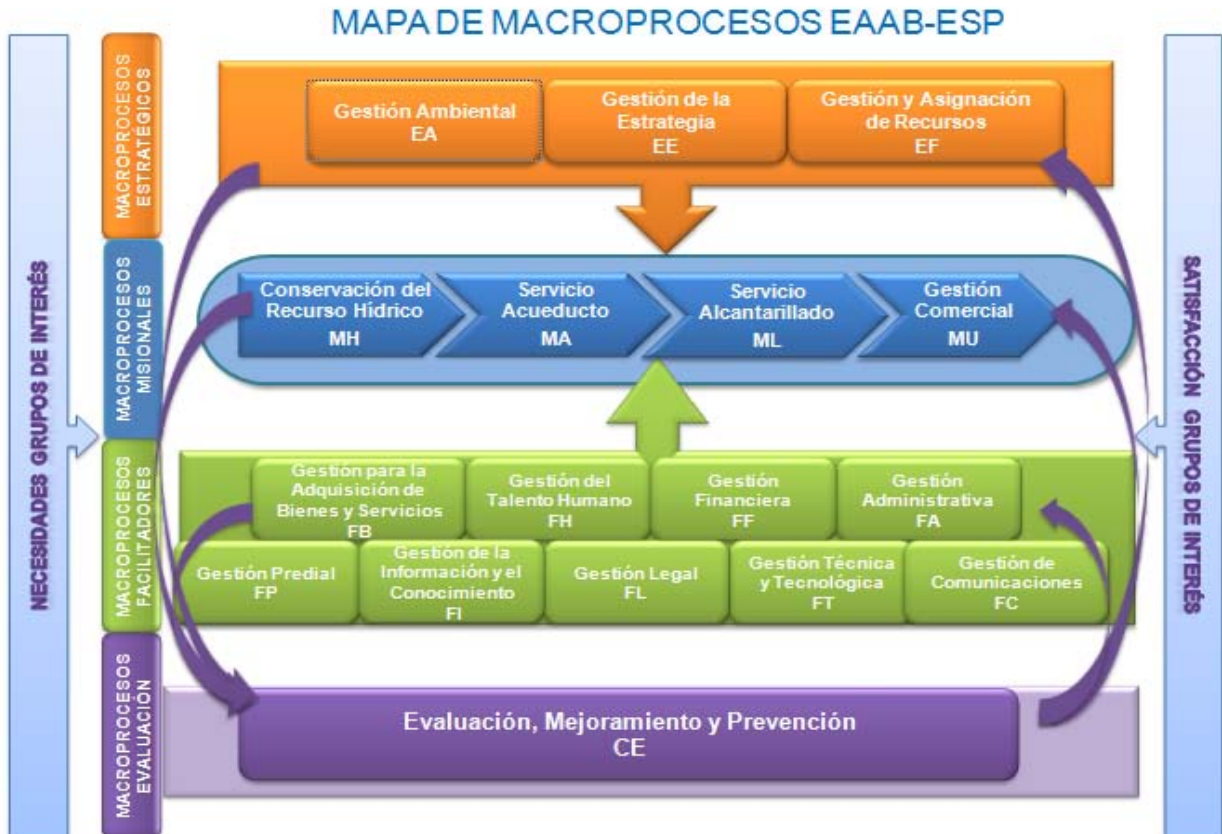 MAPA DE MACROPROCESOS EAAB-ESP
NECESIDADES GRUPOS DE INTERÉS
MACROPROCESOS
ESTRATÉGICOS
Gestión Ambiental
EA
Gestión de la
Estrategia
EE
Gestión y Asignación
de Recursos
EF
MACROPROCESOS
MISIONALES
Conservación del
Recurso Hídrico
MH
Servicio
Acueducto
MA
Servicio
Alcantarillado
ML
Gestión
Comercial
MU
MACROPROCESOS
FACILITADORES
Gestión para la
Adquisición de
Bienes y Servicios
FB
Gestión del
Talento Humano
FH
Gestión
Financiera
FF
Gestión
Administrativa
FA
Gestión Predial
FP
Gestión de la
Información y el
Conocimiento
FI
Gestión Legal
FL
Gestión Técnica
y Tecnológica
FT
Gestión de
Comunicaciones
FC
MACROPROCESOS
EVALUACIÓN
Evaluación, Mejoramiento y Prevención
CE
SATISFACCIÓN GRUPOS DE INTERÉS